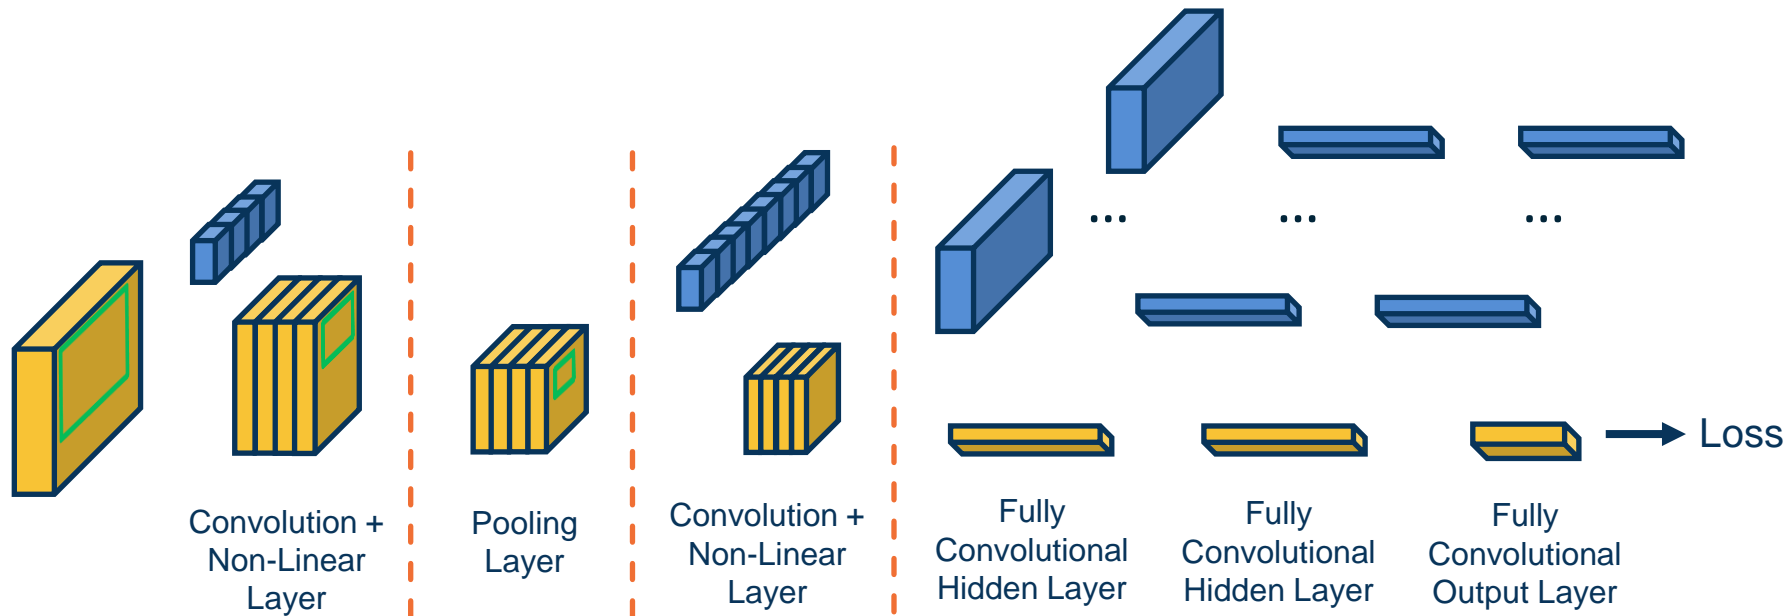 ...
...
...
Loss
Convolution +
Non-Linear
Layer
Pooling
Layer
Convolution +
Non-Linear
Layer
Fully
Convolutional
Hidden Layer
Fully
Convolutional
Hidden Layer
Fully
Convolutional
Output Layer